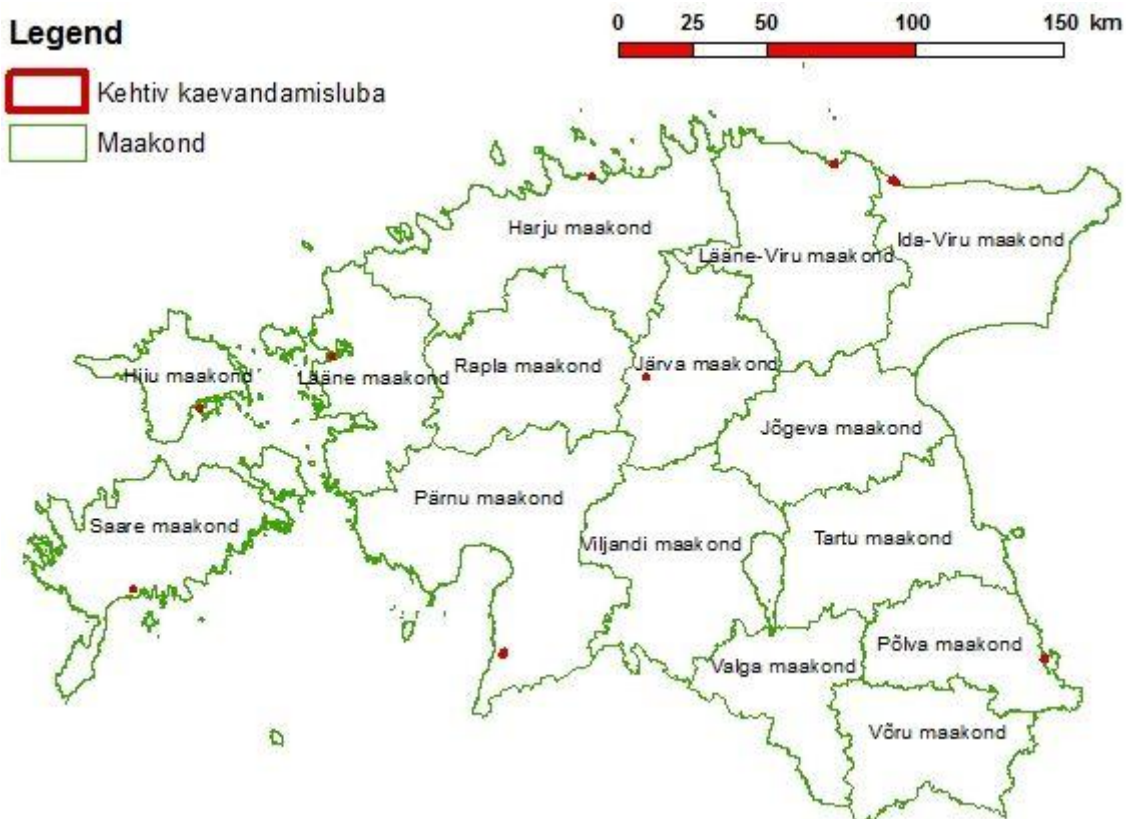 Legend
Kehtiv kaevandamisluba
Maakond
0 25 50 100 150 km
Harju maakond
Lääne-Viru maakond
Ida-Viru maakond
Hiiu maakond
Lääne maakond
Rapla maakond
Järva maakond
Jõgeva maakond
Saare maakond
Pärnu maakond
Viljandi maakond
Tartu maakond
Põlva maakond
Valga maakond
Võru maakond